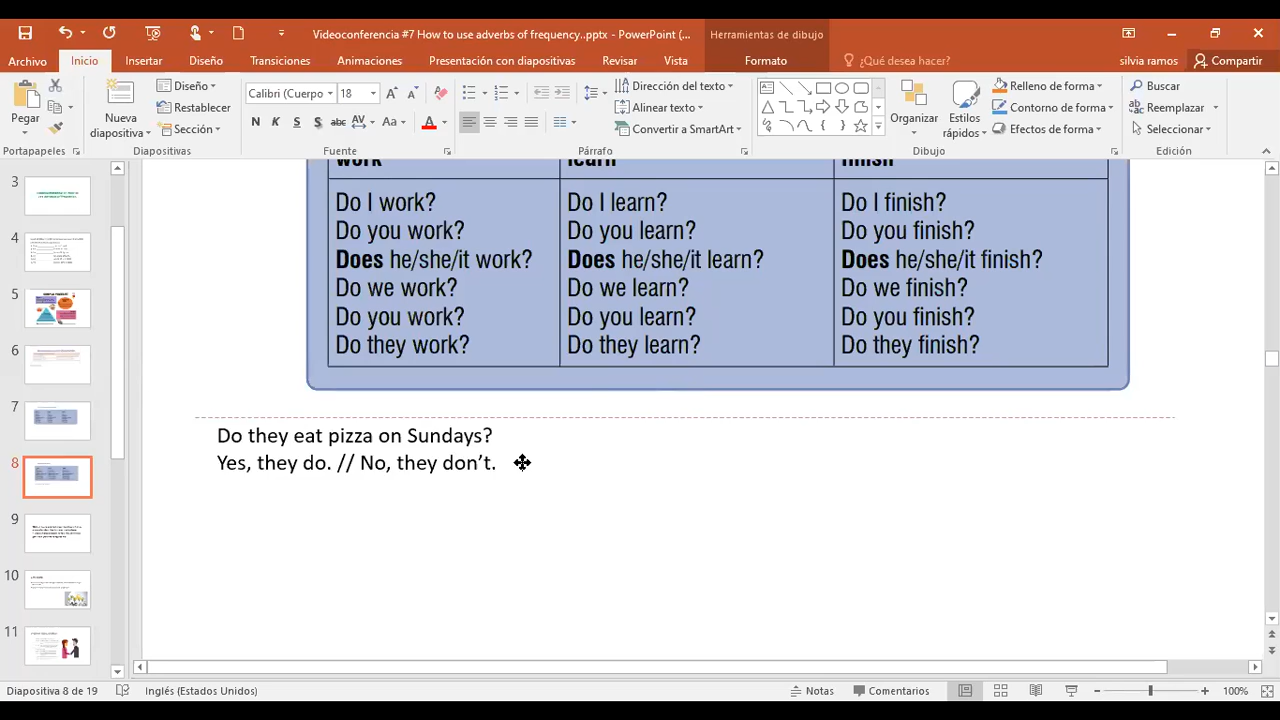 Videoconferencia #7 How to use adverbs of frequency..pptx - PowerPoint (...
Herramientas de dibujo
Archivo Inicio Insertar Diseño Transiciones Animaciones Presentación con diapositivas Revisar Vista Formato ¿Qué desea hacer? silvia ramos Compartir
Pegar
Portapapeles
Nueva diapositiva
Diseño
Restablecer
Sección
Diapositivas
Calibri (Cuerpo) 18
N K S abc AV Aa A
Fuente
Dirección del texto
Alinear texto
Convertir a SmartArt
Párrafo
Organizar
Estilos rápidos
Relleno de forma
Contorno de forma
Efectos de forma
Dibujo
Buscar
Reemplazar
Seleccionar
Edición
3
4
5
6
7
8
9
10
11
work learn finish
Do I work? Do I learn? Do I finish?
Do you work? Do you learn? Do you finish?
Does he/she/it work? Does he/she/it learn? Does he/she/it finish?
Do we work? Do we learn? Do we finish?
Do you work? Do you learn? Do you finish?
Do they work? Do they learn? Do they finish?
Do they eat pizza on Sundays?
Yes, they do. // No, they don’t.
Diapositiva 8 de 19 Inglés (Estados Unidos) Notas Comentarios 100%